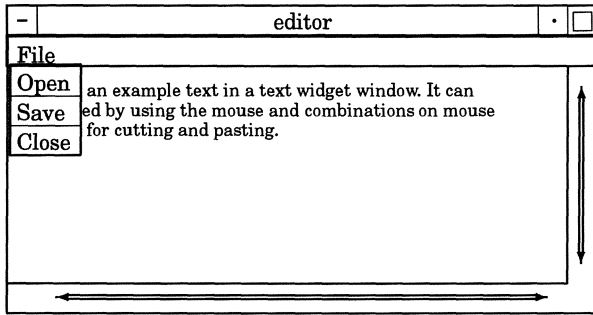 editor
File
Open
Save
Close
an example text in a text widget window. It can
ed by using the mouse and combinations on mouse
for cutting and pasting.